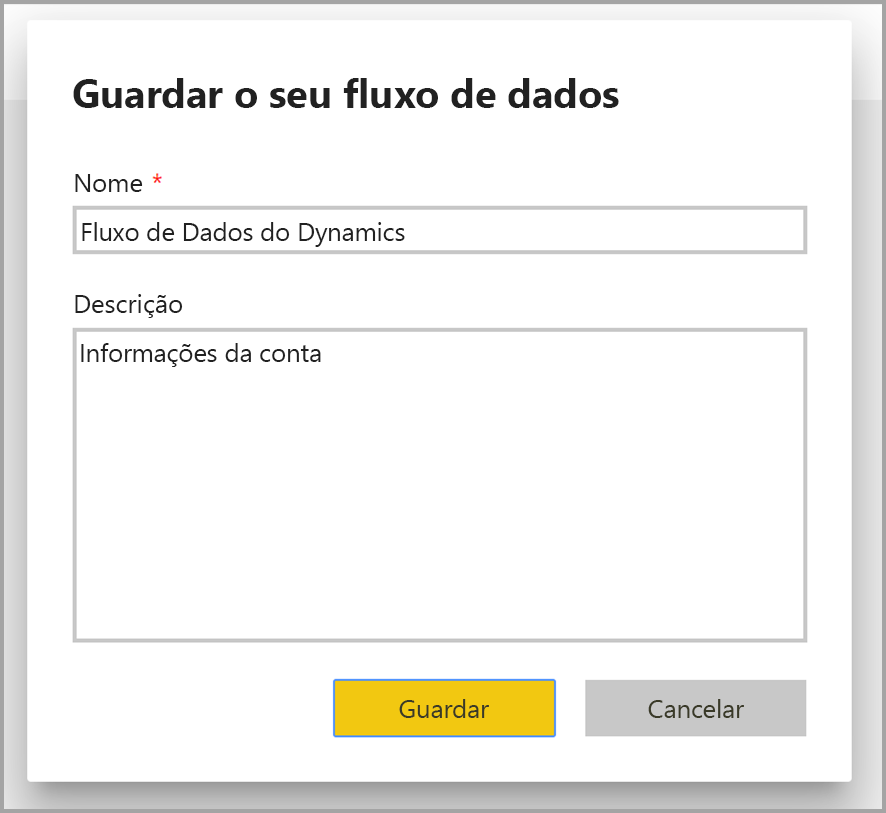 Guardar o seu fluxo de dados
Nome *
Fluxo de Dados do Dynamics
Descrição
Informações da conta
Guardar
Cancelar